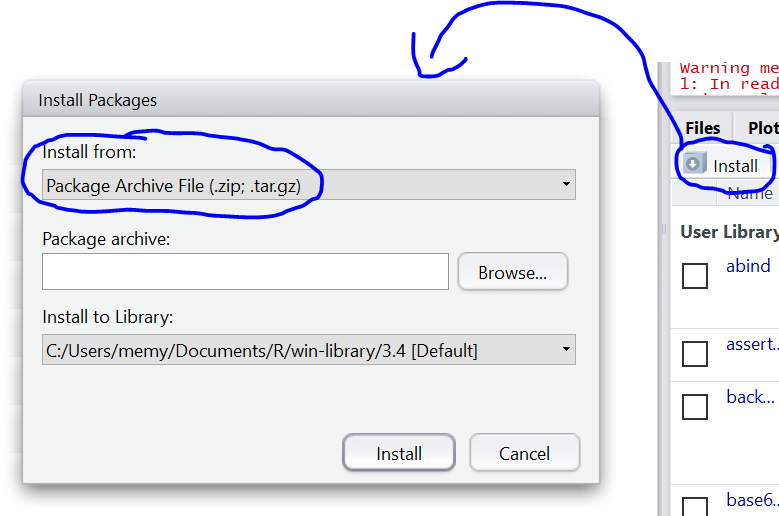 Install Packages
Install from:
Package Archive File (.zip; .tar.gz)
Package archive:
Browse...
Install to Library:
C:/Users/memy/Documents/R/win-library/3.4 [Default]
Install
Cancel
Warning me
1: In read
Files
Plot
Install
Name
User Library
abind
assert..
back...
base6..